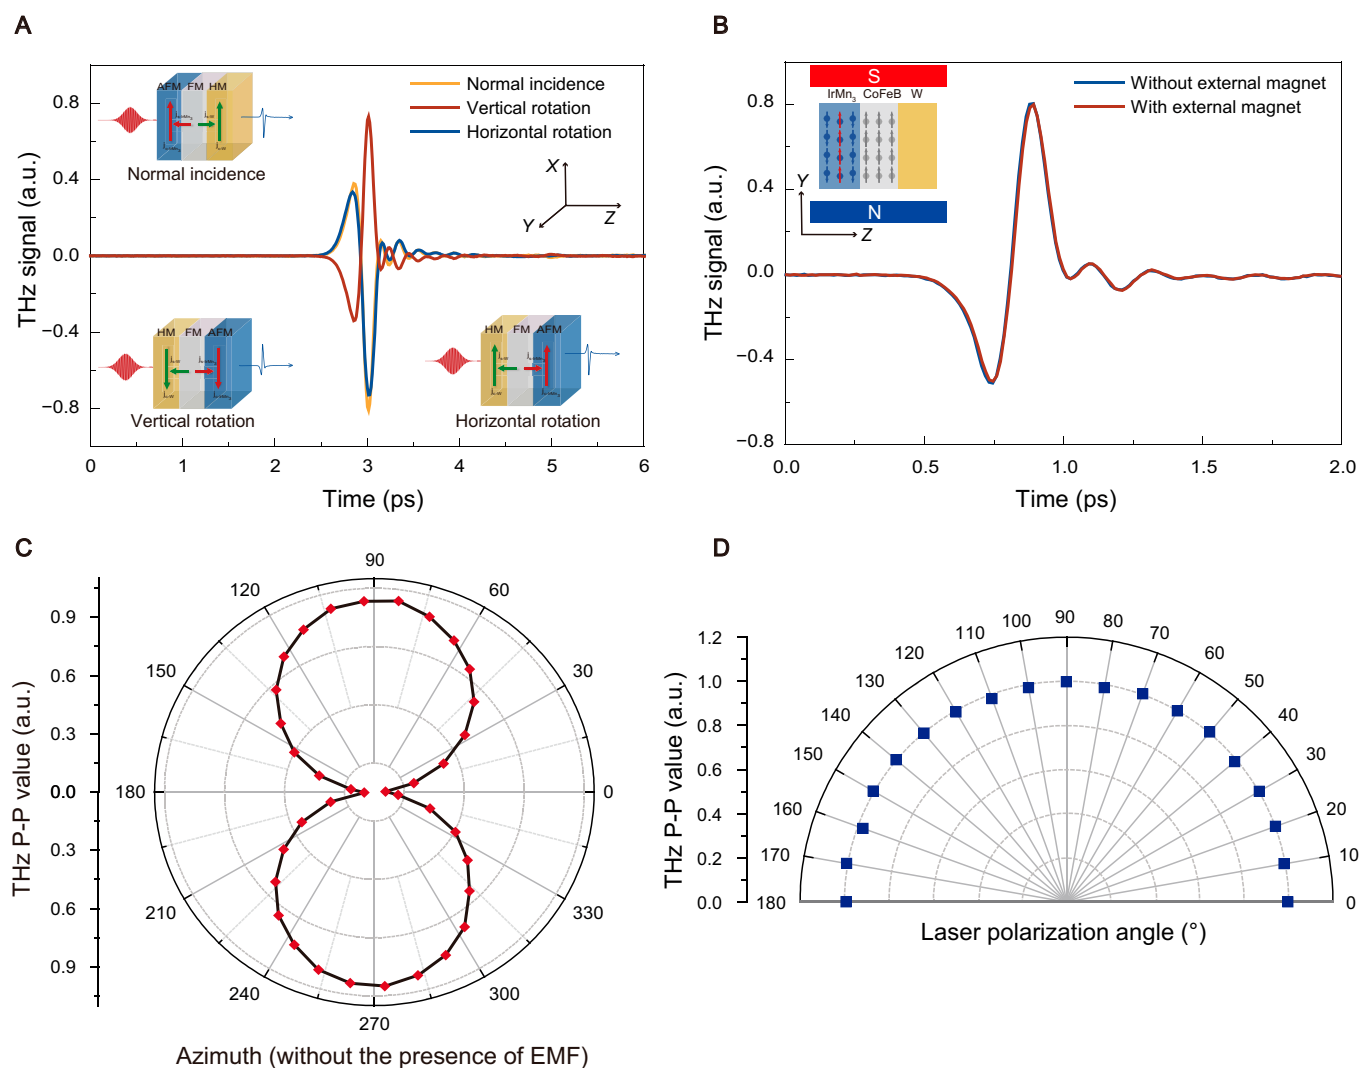 A
0.8
0.4
0.0
−0.4
−0.8
THz signal (a.u.)
0 1 2 3 4 5 6
Time (ps)
Normal incidence
Vertical rotation
Horizontal rotation
AFM FM HM
Normal incidence
X
Y Z
HM FM AFM
Vertical rotation
HM FM AFM
Horizontal rotation
B
0.8
0.4
0.0
−0.4
−0.8
THz signal (a.u.)
0.0 0.5 1.0 1.5 2.0
Time (ps)
S
IrMn3 CoFeB W
N
Y
Z
Without external magnet
With external magnet
C
0.9
0.6
0.3
0.0
0.3
0.6
0.9
THz P-P value (a.u.)
90
120 60
150 30
180 0
210 330
240 300
270
Azimuth (without the presence of EMF)
D
1.2
1.0
0.8
0.6
0.4
0.2
0.0
THz P-P value (a.u.)
90
100 80
110 70
120 60
130 50
140 40
150 30
160 20
170 10
180 0
Laser polarization angle (°)